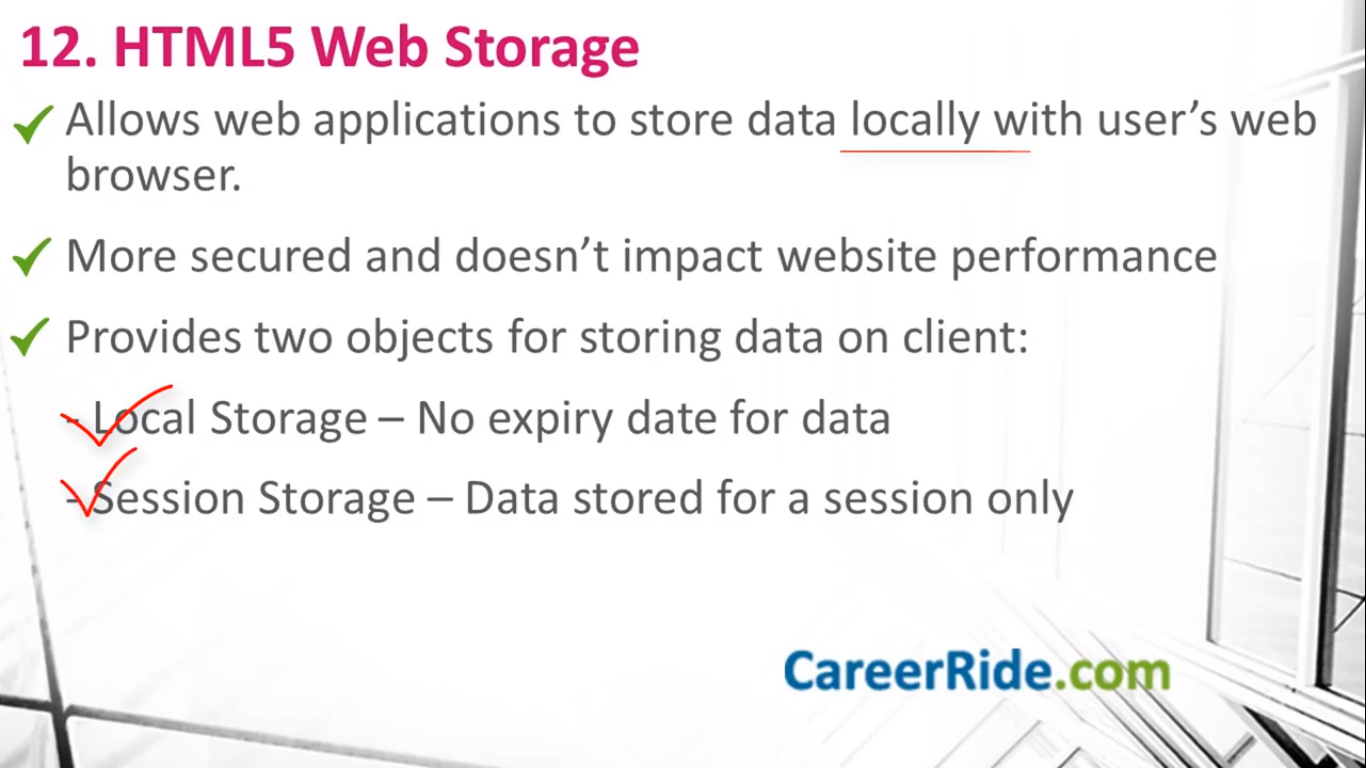 12. HTML5 Web Storage
Allows web applications to store data locally with user's web
browser.
More secured and doesn't impact website performance
Provides two objects for storing data on client:
- Local Storage – No expiry date for data
- Session Storage – Data stored for a session only
CareerRide.com